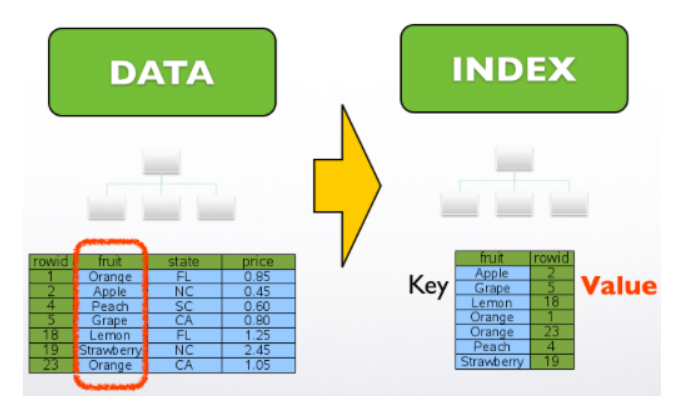 DATA
INDEX
rowid fruit state price
1 Orange FL 0.85
2 Apple NC 0.45
4 Peach SC 0.60
5 Grape CA 0.80
18 Lemon FL 1.25
19 Strawberry NC 2.45
23 Orange CA 1.05
Key
fruit rowid
Apple 2
Grape 5
Lemon 18
Orange 1
Orange 23
Peach 4
Strawberry 19
Value